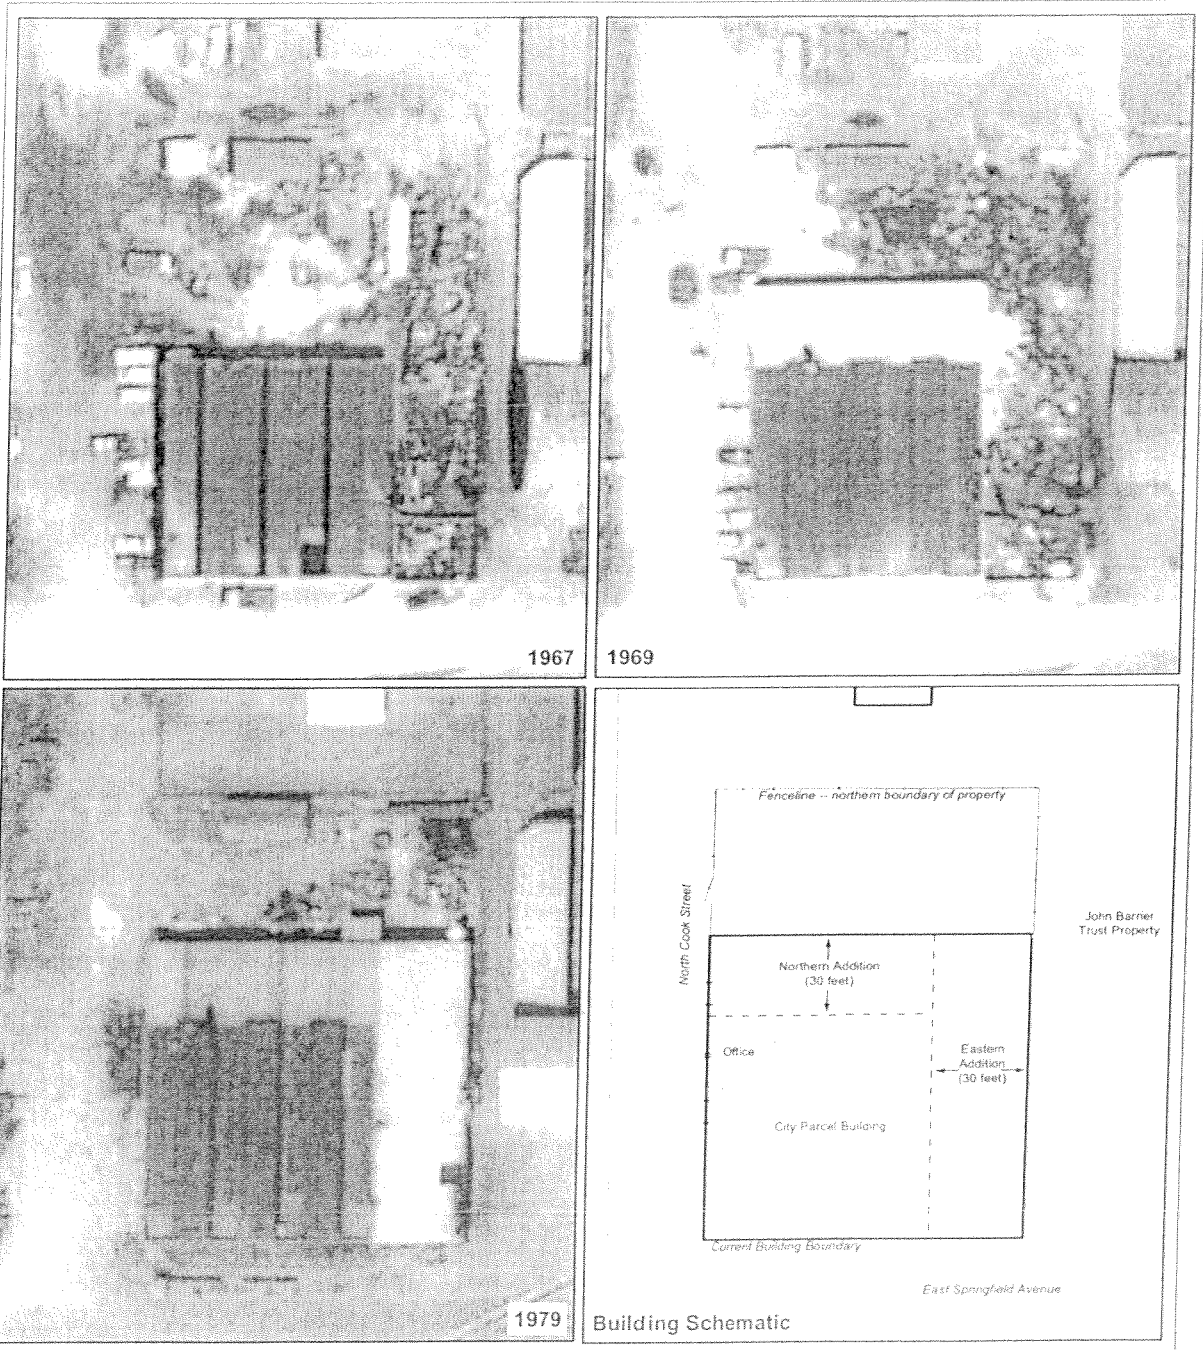 1967
1969
1979
Fenceline -- northern boundary of property
North Cook Street
John Barrier
Trust Property
Northern Addition
(30 feet)
Office
Eastern
Addition
(30 feet)
City Parcel Building
Current Building Boundary
East Springfield Avenue
Building Schematic